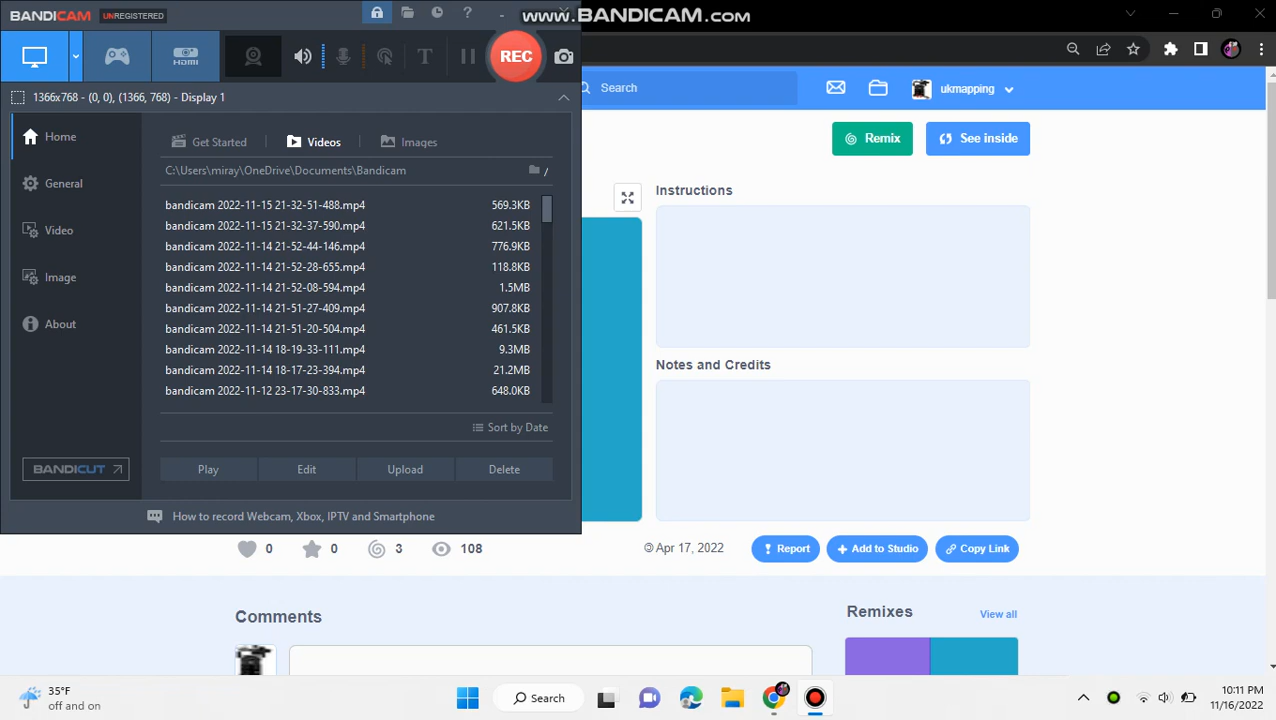 BANDICAM UNREGISTERED
www.BANDICAM.com
REC
HDMI
1366x768 - (0, 0), (1366, 768) - Display 1
Home
General
Video
Image
About
BANDICUT
Get Started
Videos
Images
C:\Users\miray\OneDrive\Documents\Bandicam
bandicam 2022-11-15 21-32-51-488.mp4 569.3KB
bandicam 2022-11-15 21-32-37-590.mp4 621.5KB
bandicam 2022-11-14 21-52-44-146.mp4 776.9KB
bandicam 2022-11-14 21-52-28-655.mp4 118.8KB
bandicam 2022-11-14 21-52-08-594.mp4 1.5MB
bandicam 2022-11-14 21-51-27-409.mp4 907.8KB
bandicam 2022-11-14 21-51-20-504.mp4 461.5KB
bandicam 2022-11-14 18-19-33-111.mp4 9.3MB
bandicam 2022-11-14 18-17-23-394.mp4 21.2MB
bandicam 2022-11-12 23-17-30-833.mp4 648.0KB
Sort by Date
Play Edit Upload Delete
How to record Webcam, Xbox, IPTV and Smartphone
Search
ukmapping
Remix
See inside
Instructions
Notes and Credits
0 0 3 108
© Apr 17, 2022
Report
Add to Studio
Copy Link
Comments
Remixes
View all
35°F
off and on
Search
10:11 PM
11/16/2022